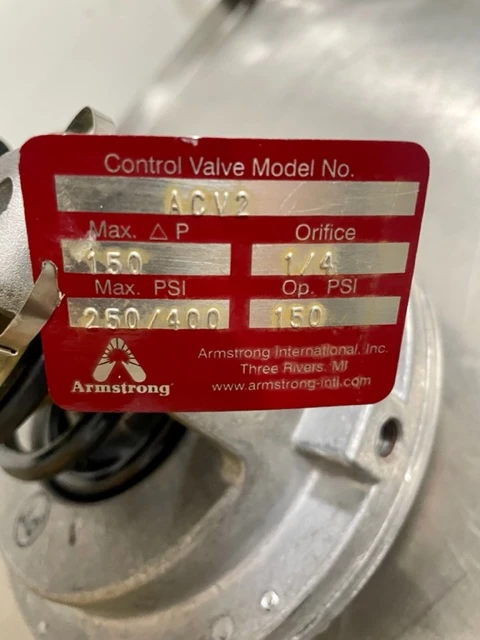 Control Valve Model No.
ACV2
Max. △ P
Orifice
150
1/4
Max. PSI
Op. PSI
250/400
150
Armstrong International, Inc.
Three Rivers, MI
www.armstrong-intl.com
Armstrong